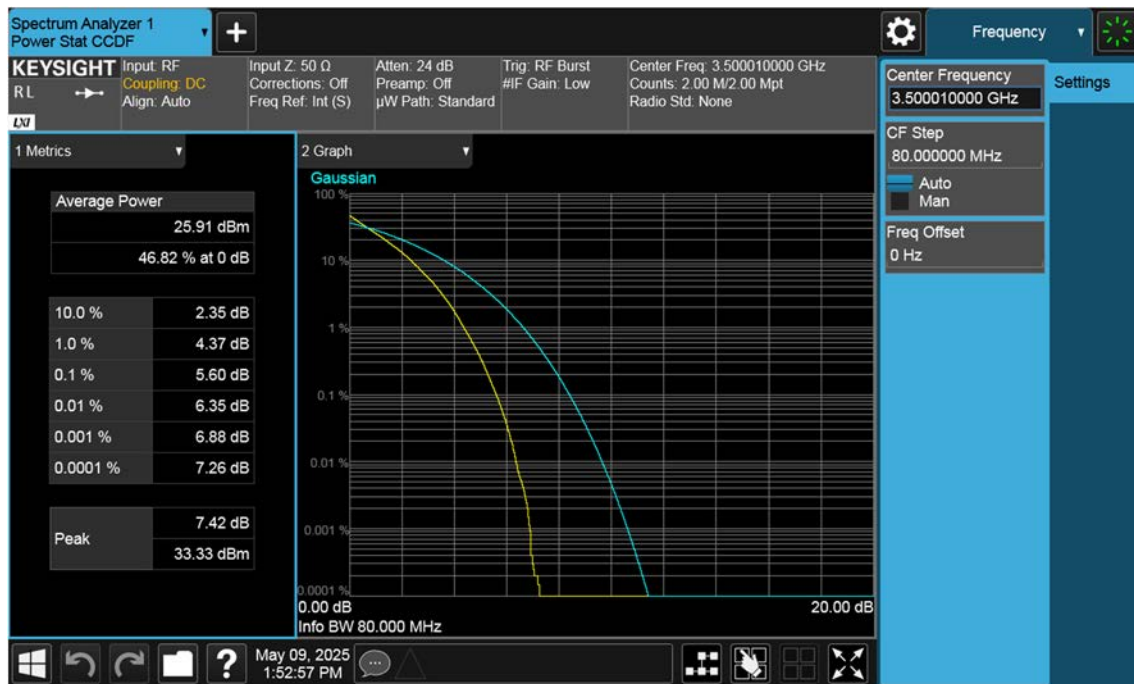 Spectrum Analyzer 1
Power Stat CCDF
+
Frequency
KEYSIGHT
RL
LXI
Input: RF
Coupling: DC
Align: Auto
Input Z: 50 Ω
Corrections: Off
Freq Ref: Int (S)
Atten: 24 dB
Preamp: Off
µW Path: Standard
Trig: RF Burst
#IF Gain: Low
Center Freq: 3.500010000 GHz
Counts: 2.00 M/2.00 Mpt
Radio Std: None
Center Frequency
3.500010000 GHz
Settings
CF Step
80.000000 MHz
Auto
Man
Freq Offset
0 Hz
1 Metrics
Average Power
25.91 dBm
46.82 % at 0 dB
10.0 % 2.35 dB
1.0 % 4.37 dB
0.1 % 5.60 dB
0.01 % 6.35 dB
0.001 % 6.88 dB
0.0001 % 7.26 dB
Peak
7.42 dB
33.33 dBm
2 Graph
Gaussian
100 %
10 %
1 %
0.1 %
0.01 %
0.001 %
0.0001 %
0.00 dB 20.00 dB
Info BW 80.000 MHz
?
May 09, 2025
1:52:57 PM